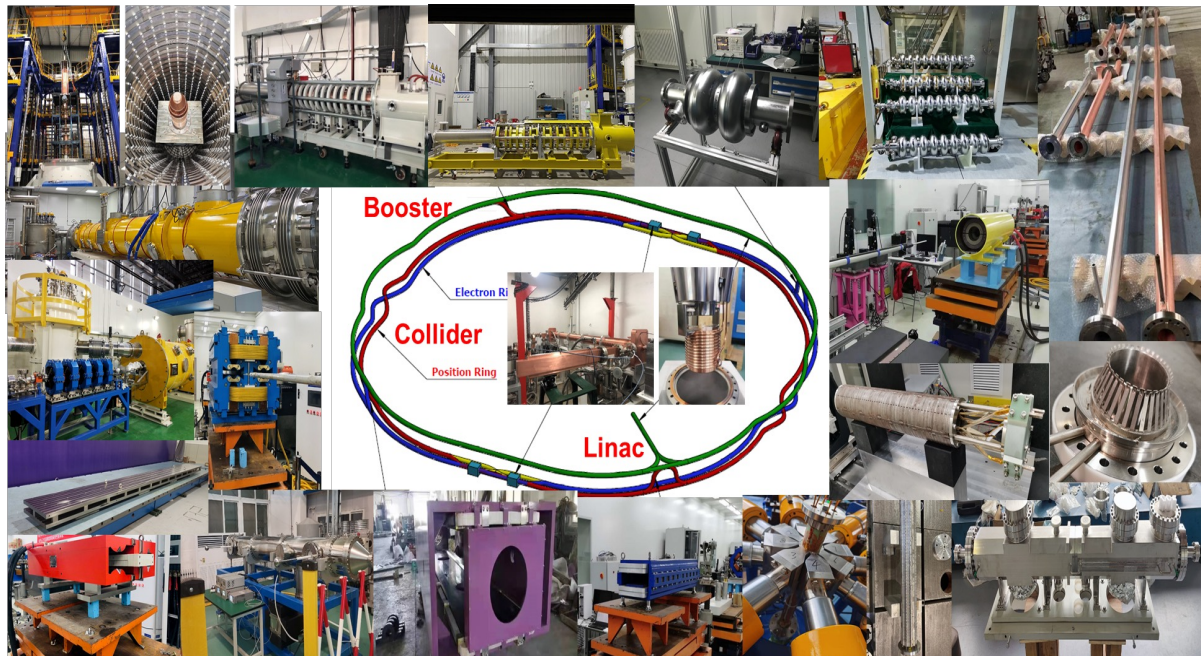 Booster
Electron Ri
Collider
Position Ring
Linac